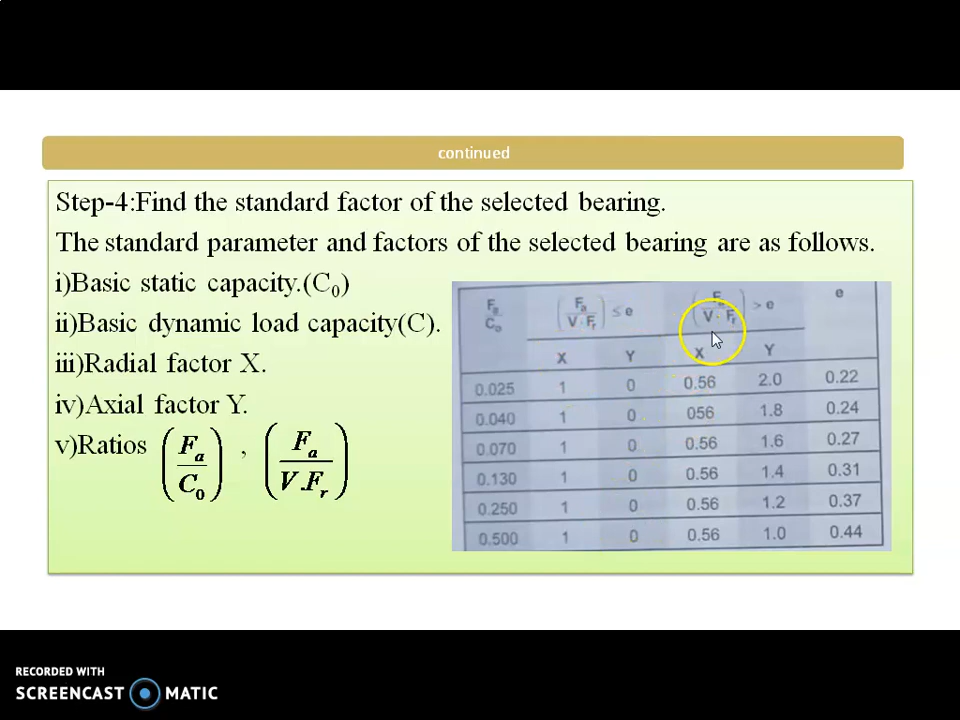 continued
Step-4:Find the standard factor of the selected bearing.
The standard parameter and factors of the selected bearing are as follows.
i)Basic static capacity.(C₀)
ii)Basic dynamic load capacity(C).
iii)Radial factor X.
iv)Axial factor Y.
v)Ratios (Fₐ/C₀) , (Fₐ/V.Fᵣ)
Fₐ/C₀ (Fₐ/V·Fᵣ) ≤ e (Fₐ/V·Fᵣ) > e e
X Y X Y
0.025 1 0 0.56 2.0 0.22
0.040 1 0 056 1.8 0.24
0.070 1 0 0.56 1.6 0.27
0.130 1 0 0.56 1.4 0.31
0.250 1 0 0.56 1.2 0.37
0.500 1 0 0.56 1.0 0.44
RECORDED WITH
SCREENCAST MATIC